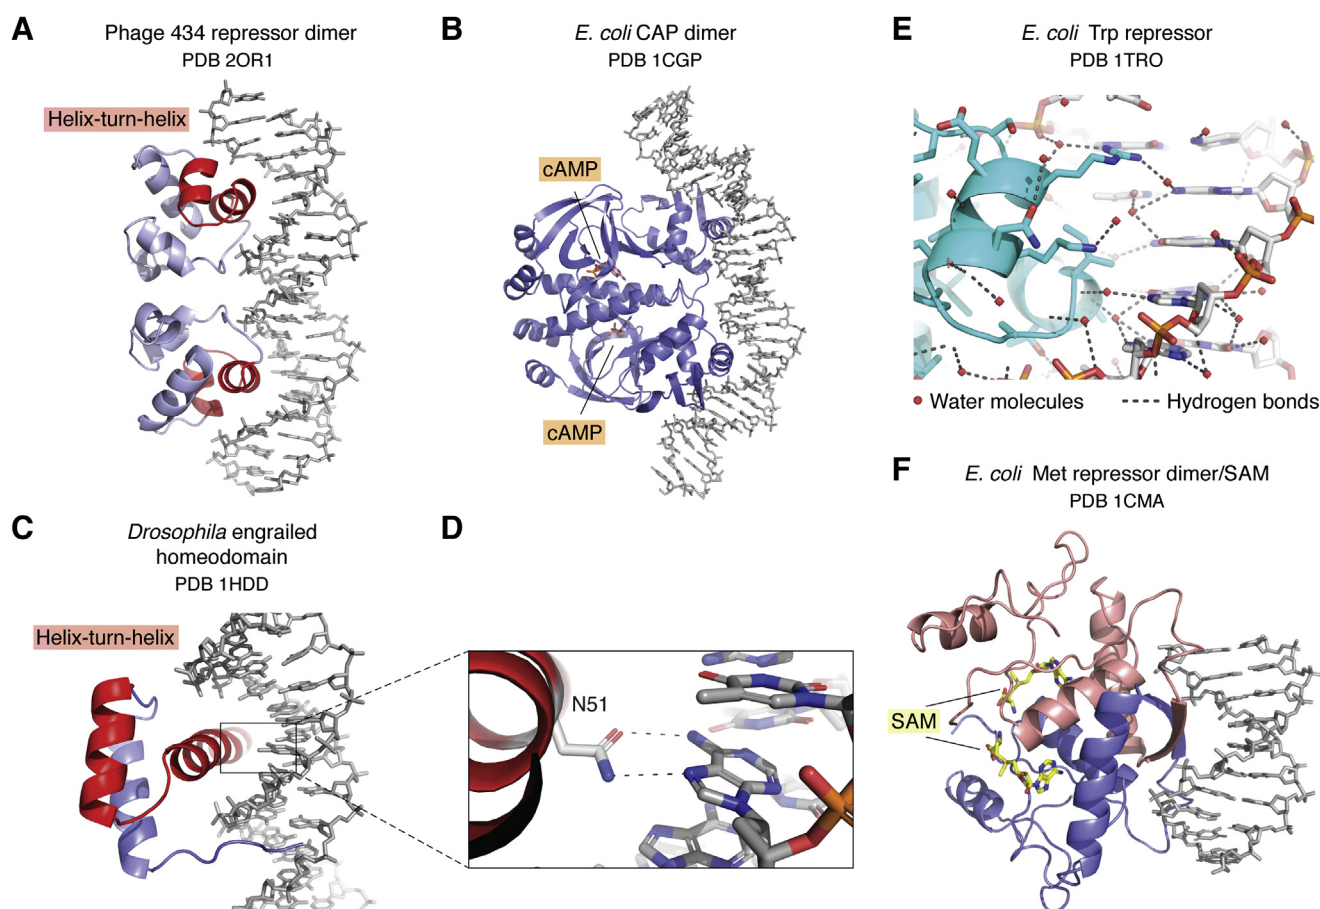 A
Phage 434 repressor dimer
PDB 2OR1
Helix-turn-helix
B
E. coli CAP dimer
PDB 1CGP
cAMP
cAMP
E
E. coli Trp repressor
PDB 1TRO
Water molecules
Hydrogen bonds
C
Drosophila engrailed
homeodomain
PDB 1HDD
Helix-turn-helix
D
N51
F
E. coli Met repressor dimer/SAM
PDB 1CMA
SAM